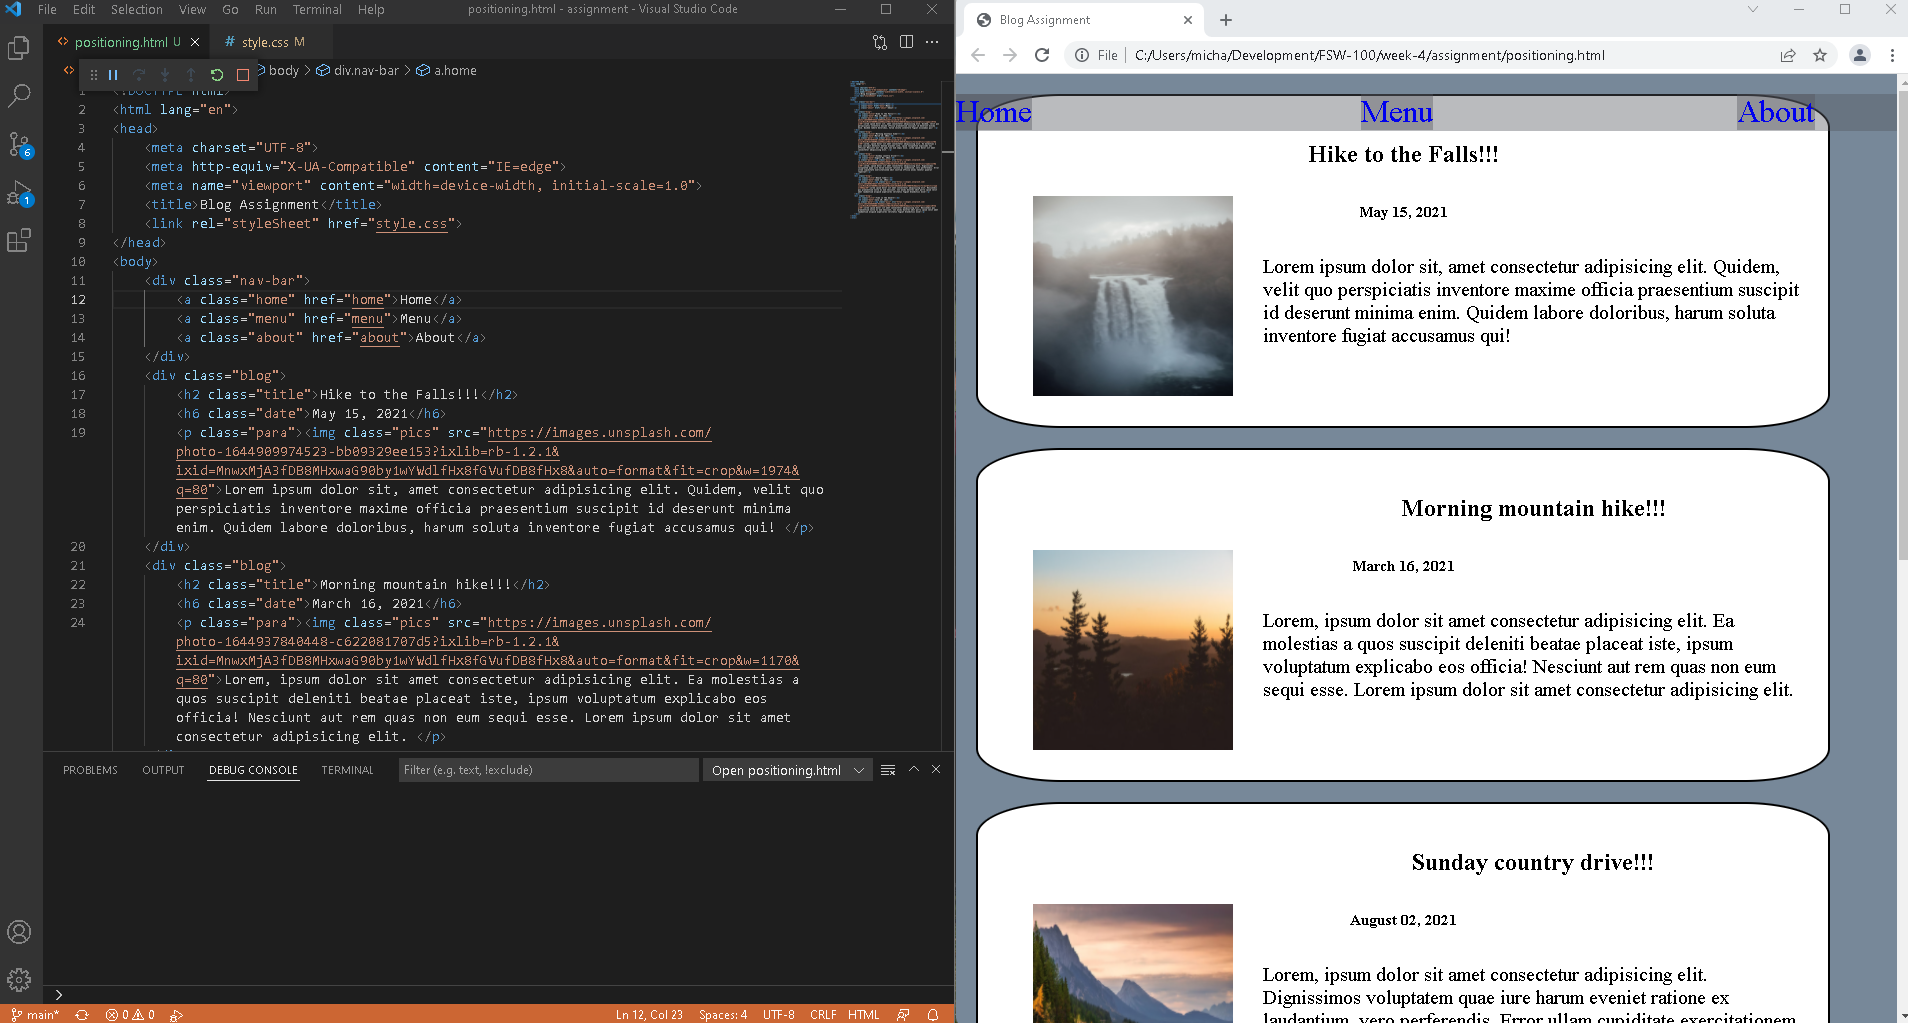 File Edit Selection View Go Run Terminal Help positioning.html - assignment - Visual Studio Code
positioning.html U
style.css M
body > div.nav-bar > a.home
1 <!DOCTYPE html>
2 <html lang="en">
3 <head>
4 <meta charset="UTF-8">
5 <meta http-equiv="X-UA-Compatible" content="IE=edge">
6 <meta name="viewport" content="width=device-width, initial-scale=1.0">
7 <title>Blog Assignment</title>
8 <link rel="styleSheet" href="style.css">
9 </head>
10 <body>
11 <div class="nav-bar">
12 <a class="home" href="home">Home</a>
13 <a class="menu" href="menu">Menu</a>
14 <a class="about" href="about">About</a>
15 </div>
16 <div class="blog">
17 <h2 class="title">Hike to the Falls!!!</h2>
18 <h6 class="date">May 15, 2021</h6>
19 <p class="para"><img class="pics" src="https://images.unsplash.com/
photo-1644909974523-bb09329ee153?ixlib=rb-1.2.1&
ixid=MnwxMjA3fDB8MHxwaG90by1wYWdlfHx8fGVufDB8fHx8&auto=format&fit=crop&w=1974&
q=80">Lorem ipsum dolor sit, amet consectetur adipisicing elit. Quidem, velit quo
perspiciatis inventore maxime officia praesentium suscipit id deserunt minima
enim. Quidem labore doloribus, harum soluta inventore fugiat accusamus qui! </p>
20 </div>
21 <div class="blog">
22 <h2 class="title">Morning mountain hike!!!</h2>
23 <h6 class="date">March 16, 2021</h6>
24 <p class="para"><img class="pics" src="https://images.unsplash.com/
photo-1644937840448-c622081707d5?ixlib=rb-1.2.1&
ixid=MnwxMjA3fDB8MHxwaG90by1wYWdlfHx8fGVufDB8fHx8&auto=format&fit=crop&w=1170&
q=80">Lorem, ipsum dolor sit amet consectetur adipisicing elit. Ea molestias a
quos suscipit deleniti beatae placeat iste, ipsum voluptatum explicabo eos
officia! Nesciunt aut rem quas non eum sequi esse. Lorem ipsum dolor sit amet
consectetur adipisicing elit. </p>
6
1
PROBLEMS OUTPUT DEBUG CONSOLE TERMINAL Filter (e.g. text, !exclude) Open positioning.html
main* 0 0 Ln 12, Col 23 Spaces: 4 UTF-8 CRLF HTML
Blog Assignment
File C:/Users/micha/Development/FSW-100/week-4/assignment/positioning.html
Home Menu About
Hike to the Falls!!!
May 15, 2021
Lorem ipsum dolor sit, amet consectetur adipisicing elit. Quidem,
velit quo perspiciatis inventore maxime officia praesentium suscipit
id deserunt minima enim. Quidem labore doloribus, harum soluta
inventore fugiat accusamus qui!
Morning mountain hike!!!
March 16, 2021
Lorem, ipsum dolor sit amet consectetur adipisicing elit. Ea
molestias a quos suscipit deleniti beatae placeat iste, ipsum
voluptatum explicabo eos officia! Nesciunt aut rem quas non eum
sequi esse. Lorem ipsum dolor sit amet consectetur adipisicing elit.
Sunday country drive!!!
August 02, 2021
Lorem, ipsum dolor sit amet consectetur adipisicing elit.
Dignissimos voluptatem quae iure harum eveniet ratione ex
laudantium, vero perferendis. Error ullam cupiditate exercitationem